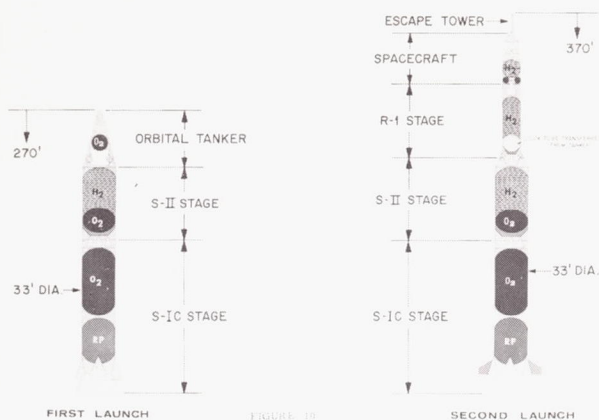 ESCAPE TOWER
370'
SPACECRAFT
H2
R-1 STAGE
H2
270'
ORBITAL TANKER
O2
S-II STAGE
H2
O2
S-II STAGE
O2
33' DIA.
O2
S-IC STAGE
RP
33' DIA.
O2
S-IC STAGE
RP
FIRST LAUNCH
FIGURE
SECOND LAUNCH